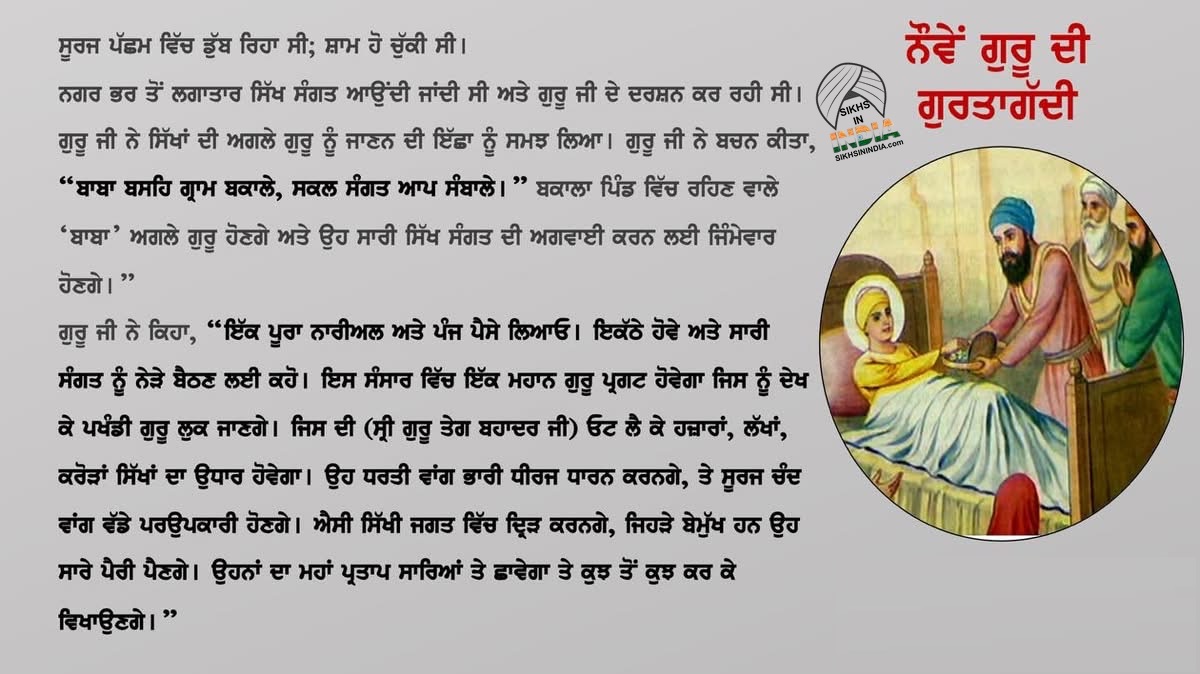 ਨੌਵੇਂ ਗੁਰੂ ਦੀ
ਗੁਰਤਾਗੱਦੀ
SIKHS
IN
INDIA
SIKHSININDIA.com
ਸੂਰਜ ਪੱਛਮ ਵਿੱਚ ਡੁੱਬ ਰਿਹਾ ਸੀ; ਸ਼ਾਮ ਹੋ ਚੁੱਕੀ ਸੀ।
ਨਗਰ ਭਰ ਤੋਂ ਲਗਾਤਾਰ ਸਿੱਖ ਸੰਗਤ ਆਉਂਦੀ ਜਾਂਦੀ ਸੀ ਅਤੇ ਗੁਰੂ ਜੀ ਦੇ ਦਰਸ਼ਨ ਕਰ ਰਹੀ ਸੀ।
ਗੁਰੂ ਜੀ ਨੇ ਸਿੱਖਾਂ ਦੀ ਅਗਲੇ ਗੁਰੂ ਨੂੰ ਜਾਣਨ ਦੀ ਇੱਛਾ ਨੂੰ ਸਮਝ ਲਿਆ। ਗੁਰੂ ਜੀ ਨੇ ਬਚਨ ਕੀਤਾ,
“ਬਾਬਾ ਬਸਹਿ ਗ੍ਰਾਮ ਬਕਾਲੇ, ਸਕਲ ਸੰਗਤ ਆਪ ਸੰਬਾਲੇ।” ਬਕਾਲਾ ਪਿੰਡ ਵਿੱਚ ਰਹਿਣ ਵਾਲੇ
‘ਬਾਬਾ’ ਅਗਲੇ ਗੁਰੂ ਹੋਣਗੇ ਅਤੇ ਉਹ ਸਾਰੀ ਸਿੱਖ ਸੰਗਤ ਦੀ ਅਗਵਾਈ ਕਰਨ ਲਈ ਜਿੰਮੇਵਾਰ
ਹੋਣਗੇ।”
ਗੁਰੂ ਜੀ ਨੇ ਕਿਹਾ, “ਇੱਕ ਪੂਰਾ ਨਾਰੀਅਲ ਅਤੇ ਪੰਜ ਪੈਸੇ ਲਿਆਓ। ਇਕੱਠੇ ਹੋਵੇ ਅਤੇ ਸਾਰੀ
ਸੰਗਤ ਨੂੰ ਨੇੜੇ ਬੈਠਣ ਲਈ ਕਹੋ। ਇਸ ਸੰਸਾਰ ਵਿੱਚ ਇੱਕ ਮਹਾਨ ਗੁਰੂ ਪ੍ਰਗਟ ਹੋਵੇਗਾ ਜਿਸ ਨੂੰ ਦੇਖ
ਕੇ ਪਖੰਡੀ ਗੁਰੂ ਲੁਕ ਜਾਣਗੇ। ਜਿਸ ਦੀ (ਸ੍ਰੀ ਗੁਰੂ ਤੇਗ ਬਹਾਦਰ ਜੀ) ਓਟ ਲੈ ਕੇ ਹਜ਼ਾਰਾਂ, ਲੱਖਾਂ,
ਕਰੋੜਾਂ ਸਿੱਖਾਂ ਦਾ ਉਧਾਰ ਹੋਵੇਗਾ। ਉਹ ਧਰਤੀ ਵਾਂਗ ਭਾਰੀ ਧੀਰਜ ਧਾਰਨ ਕਰਨਗੇ, ਤੇ ਸੂਰਜ ਚੰਦ
ਵਾਂਗ ਵੱਡੇ ਪਰਉਪਕਾਰੀ ਹੋਣਗੇ। ਐਸੀ ਸਿੱਖੀ ਜਗਤ ਵਿੱਚ ਦ੍ਰਿੜ ਕਰਨਗੇ, ਜਿਹੜੇ ਬੇਮੁੱਖ ਹਨ ਉਹ
ਸਾਰੇ ਪੈਰੀ ਪੈਣਗੇ। ਉਹਨਾਂ ਦਾ ਮਹਾਂ ਪ੍ਰਤਾਪ ਸਾਰਿਆਂ ਤੇ ਛਾਵੇਗਾ ਤੇ ਕੁਝ ਤੋਂ ਕੁਝ ਕਰ ਕੇ
ਵਿਖਾਉਣਗੇ।”